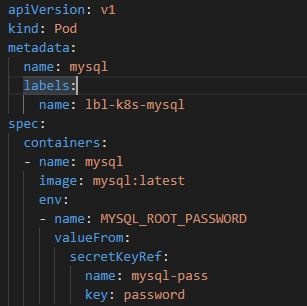 apiVersion: v1
kind: Pod
metadata:
  name: mysql
  labels:
    name: lbl-k8s-mysql
spec:
  containers:
  - name: mysql
    image: mysql:latest
    env:
    - name: MYSQL_ROOT_PASSWORD
      valueFrom:
        secretKeyRef:
          name: mysql-pass
          key: password